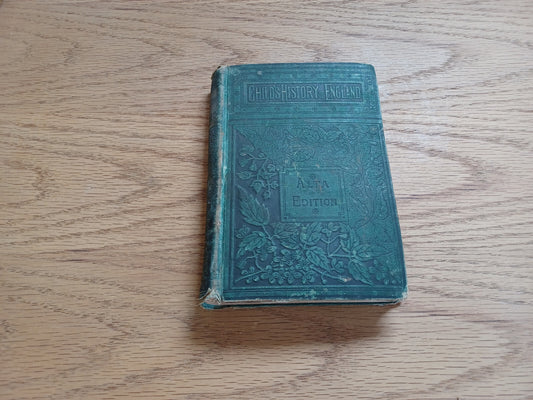 CHILD'S HISTORY ENGLAND
ALTA
EDITION